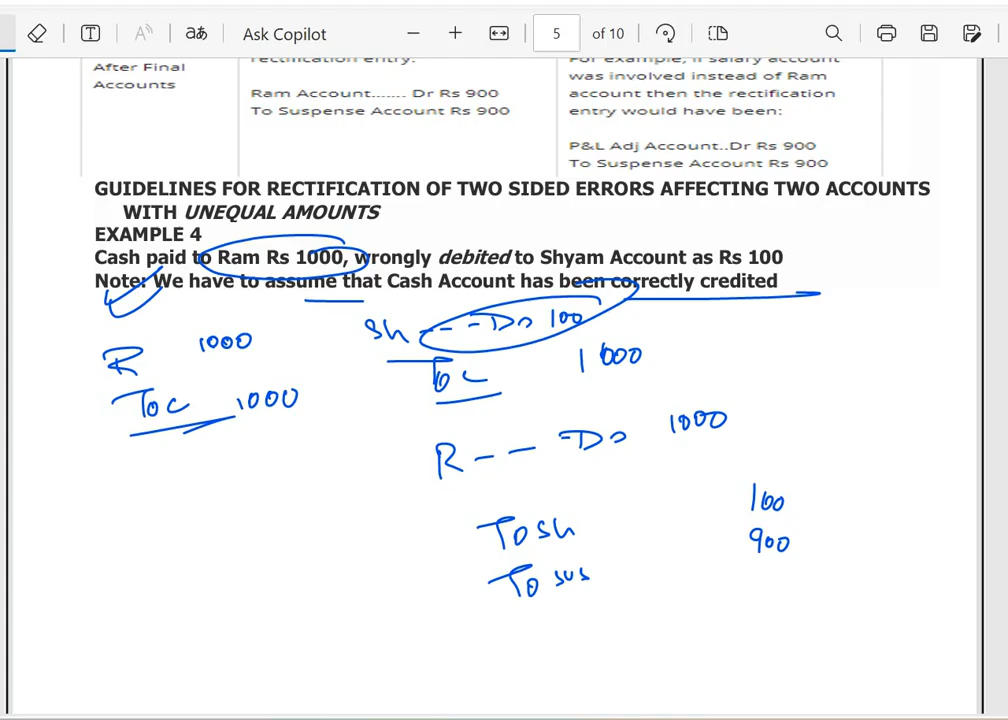 Ask Copilot
5
of 10
After Final
Accounts
rectification entry:
Ram Account....... Dr Rs 900
To Suspense Account Rs 900
For example, if salary account
was involved instead of Ram
account then the rectification
entry would have been:
P&L Adj Account..Dr Rs 900
To Suspense Account Rs 900
GUIDELINES FOR RECTIFICATION OF TWO SIDED ERRORS AFFECTING TWO ACCOUNTS
WITH UNEQUAL AMOUNTS
EXAMPLE 4
Cash paid to Ram Rs 1000, wrongly debited to Shyam Account as Rs 100
Note: We have to assume that Cash Account has been correctly credited
R 1000
To C 1000
Sh - - - Dr 100
To C 1000
R - - - Dr 1000
To Sh 100
To sus 900